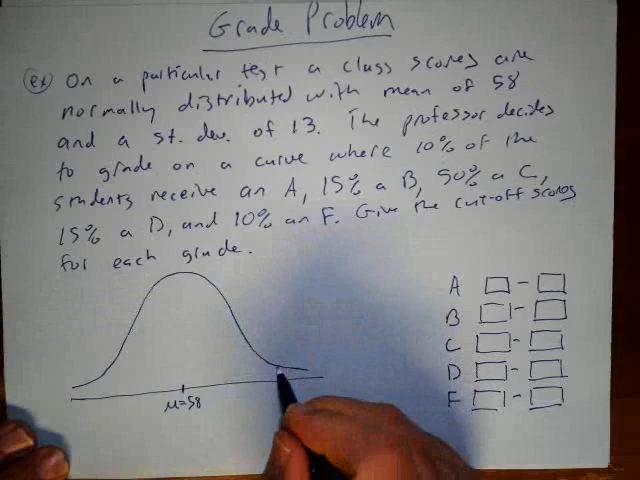 Grade Problem
ex On a particular test a class scores are
normally distributed with mean of 58
and a st. dev. of 13. The professor decides
to grade on a curve where 10% of the
students receive an A, 15% a B, 50% a C,
15% a D, and 10% an F. Give the cut-off scores
for each grade.
A -
B -
C -
D -
F -
μ=58